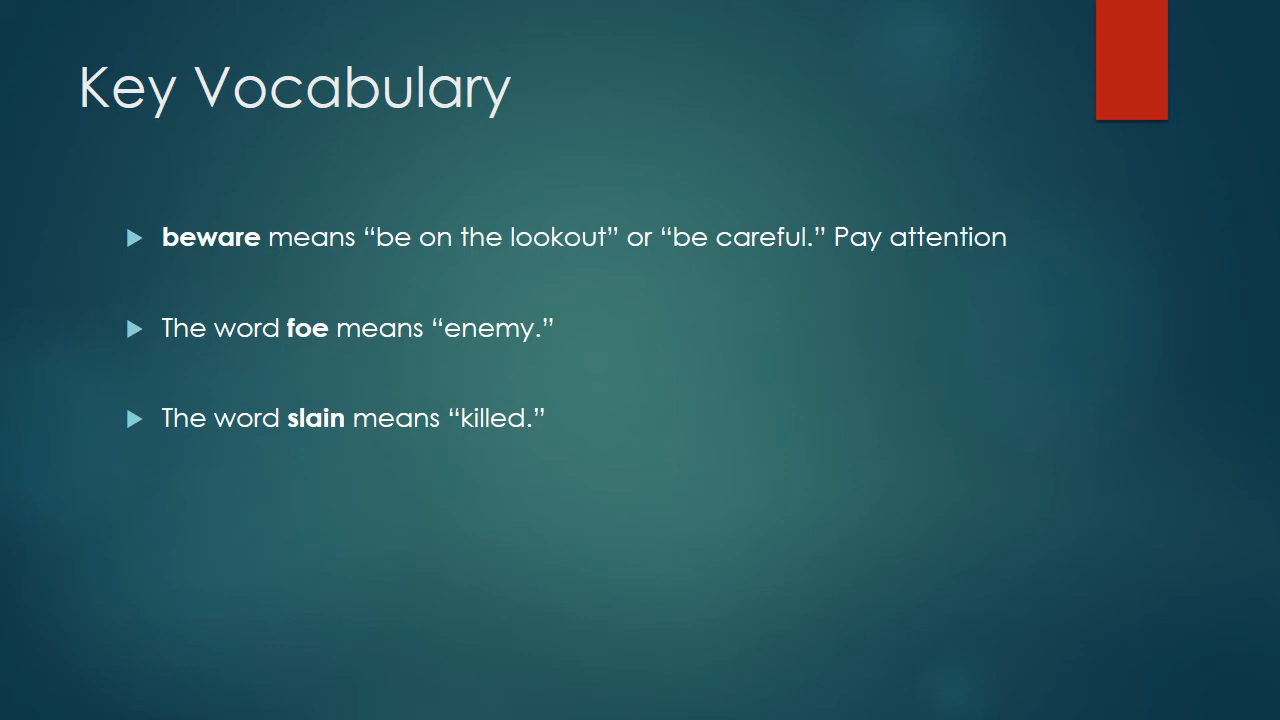 Key Vocabulary
beware means “be on the lookout” or “be careful.” Pay attention
The word foe means “enemy.”
The word slain means “killed.”